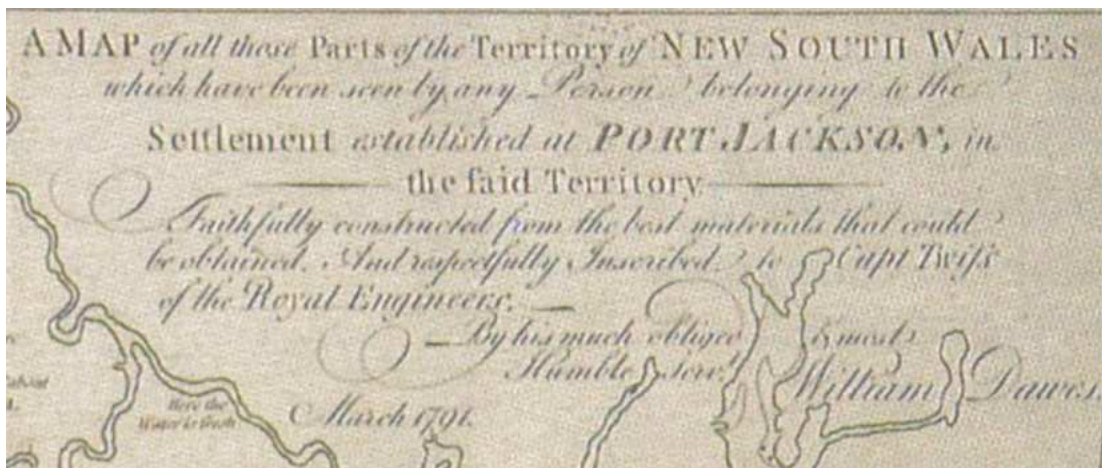 A MAP of all those Parts of the Territory of NEW SOUTH WALES
which have been seen by any Person belonging to the
Settlement established at PORT JACKSON, in
the ſaid Territory
Faithfully constructed from the best materials that could
be obtained. And respectfully Inscribed to Capt Twiſs
of the Royal Engineers.
By his much obliged & most
Humble Serv.t
William Dawes.
March 1791.
Here the
Water is fresh